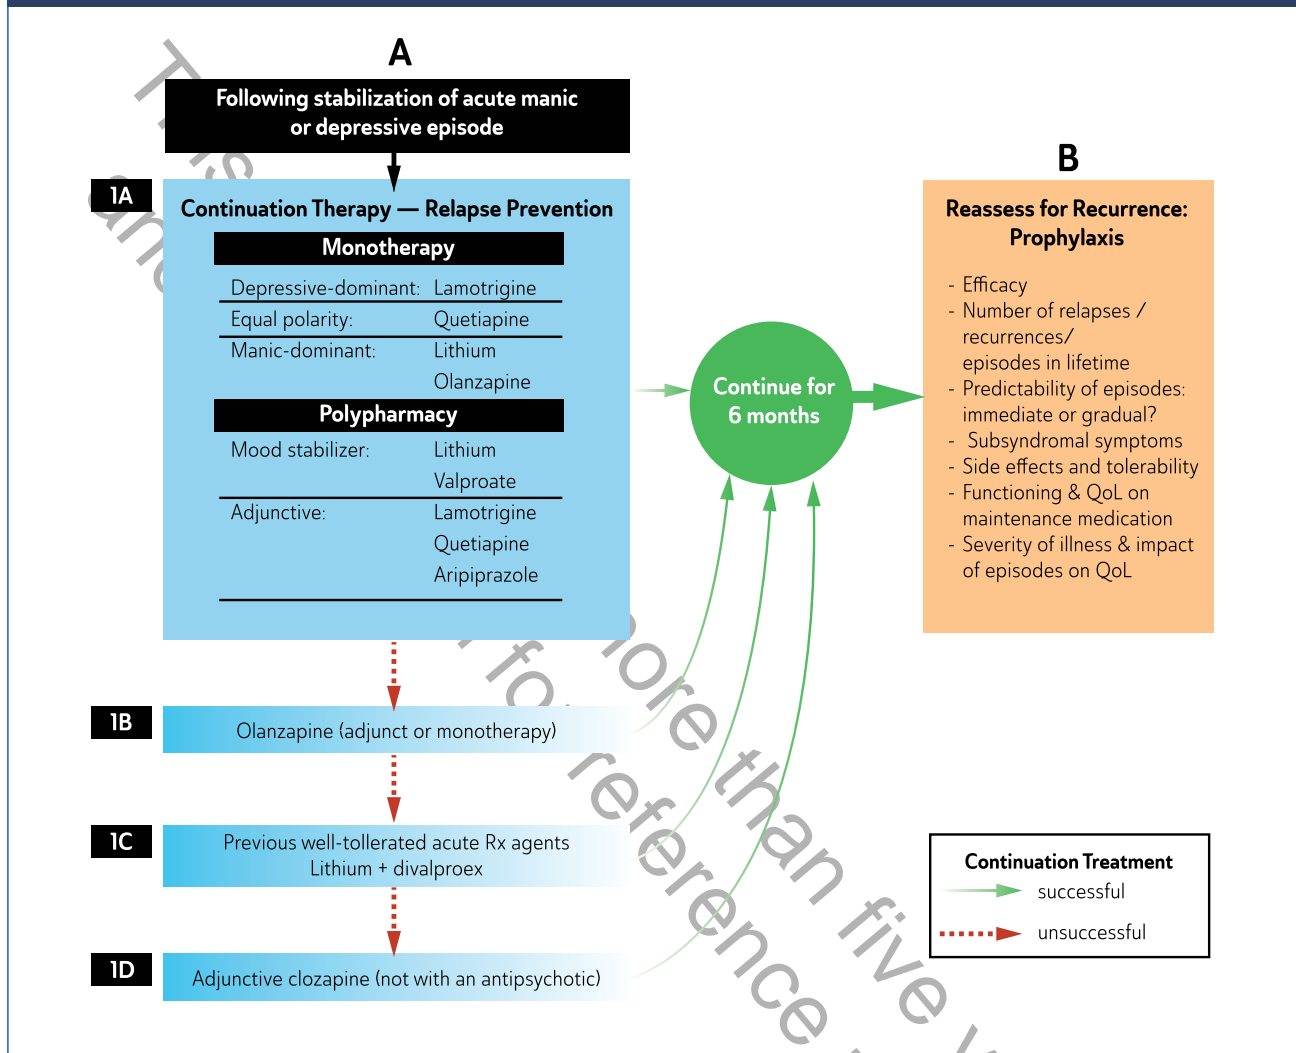 A
Following stabilization of acute manic
or depressive episode
1A
Continuation Therapy — Relapse Prevention
Monotherapy
Depressive-dominant: Lamotrigine
Equal polarity: Quetiapine
Manic-dominant: Lithium
Olanzapine
Polypharmacy
Mood stabilizer: Lithium
Valproate
Adjunctive: Lamotrigine
Quetiapine
Aripiprazole
1B
Olanzapine (adjunct or monotherapy)
1C
Previous well-tollerated acute Rx agents
Lithium + divalproex
1D
Adjunctive clozapine (not with an antipsychotic)
Continue for
6 months
B
Reassess for Recurrence:
Prophylaxis
- Efficacy
- Number of relapses /
recurrences/
episodes in lifetime
- Predictability of episodes:
immediate or gradual?
- Subsyndromal symptoms
- Side effects and tolerability
- Functioning & QoL on
maintenance medication
- Severity of illness & impact
of episodes on QoL
Continuation Treatment
successful
unsuccessful
This more than five
for reference